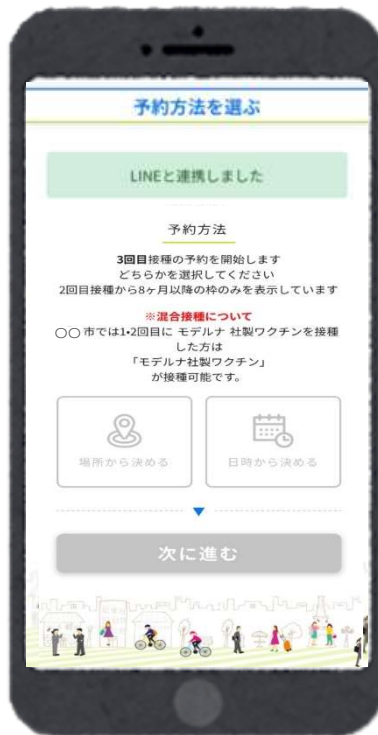 予約方法を選ぶ
LINEと連携しました
予約方法
3回目接種の予約を開始します
どちらかを選択してください
2回目接種から8ヶ月以降の枠のみを表示しています
※混合接種について
○○市では1・2回目に モデルナ 社製ワクチンを接種
した方は
「モデルナ社製ワクチン」
が接種可能です。
場所から決める
日時から決める
次に進む